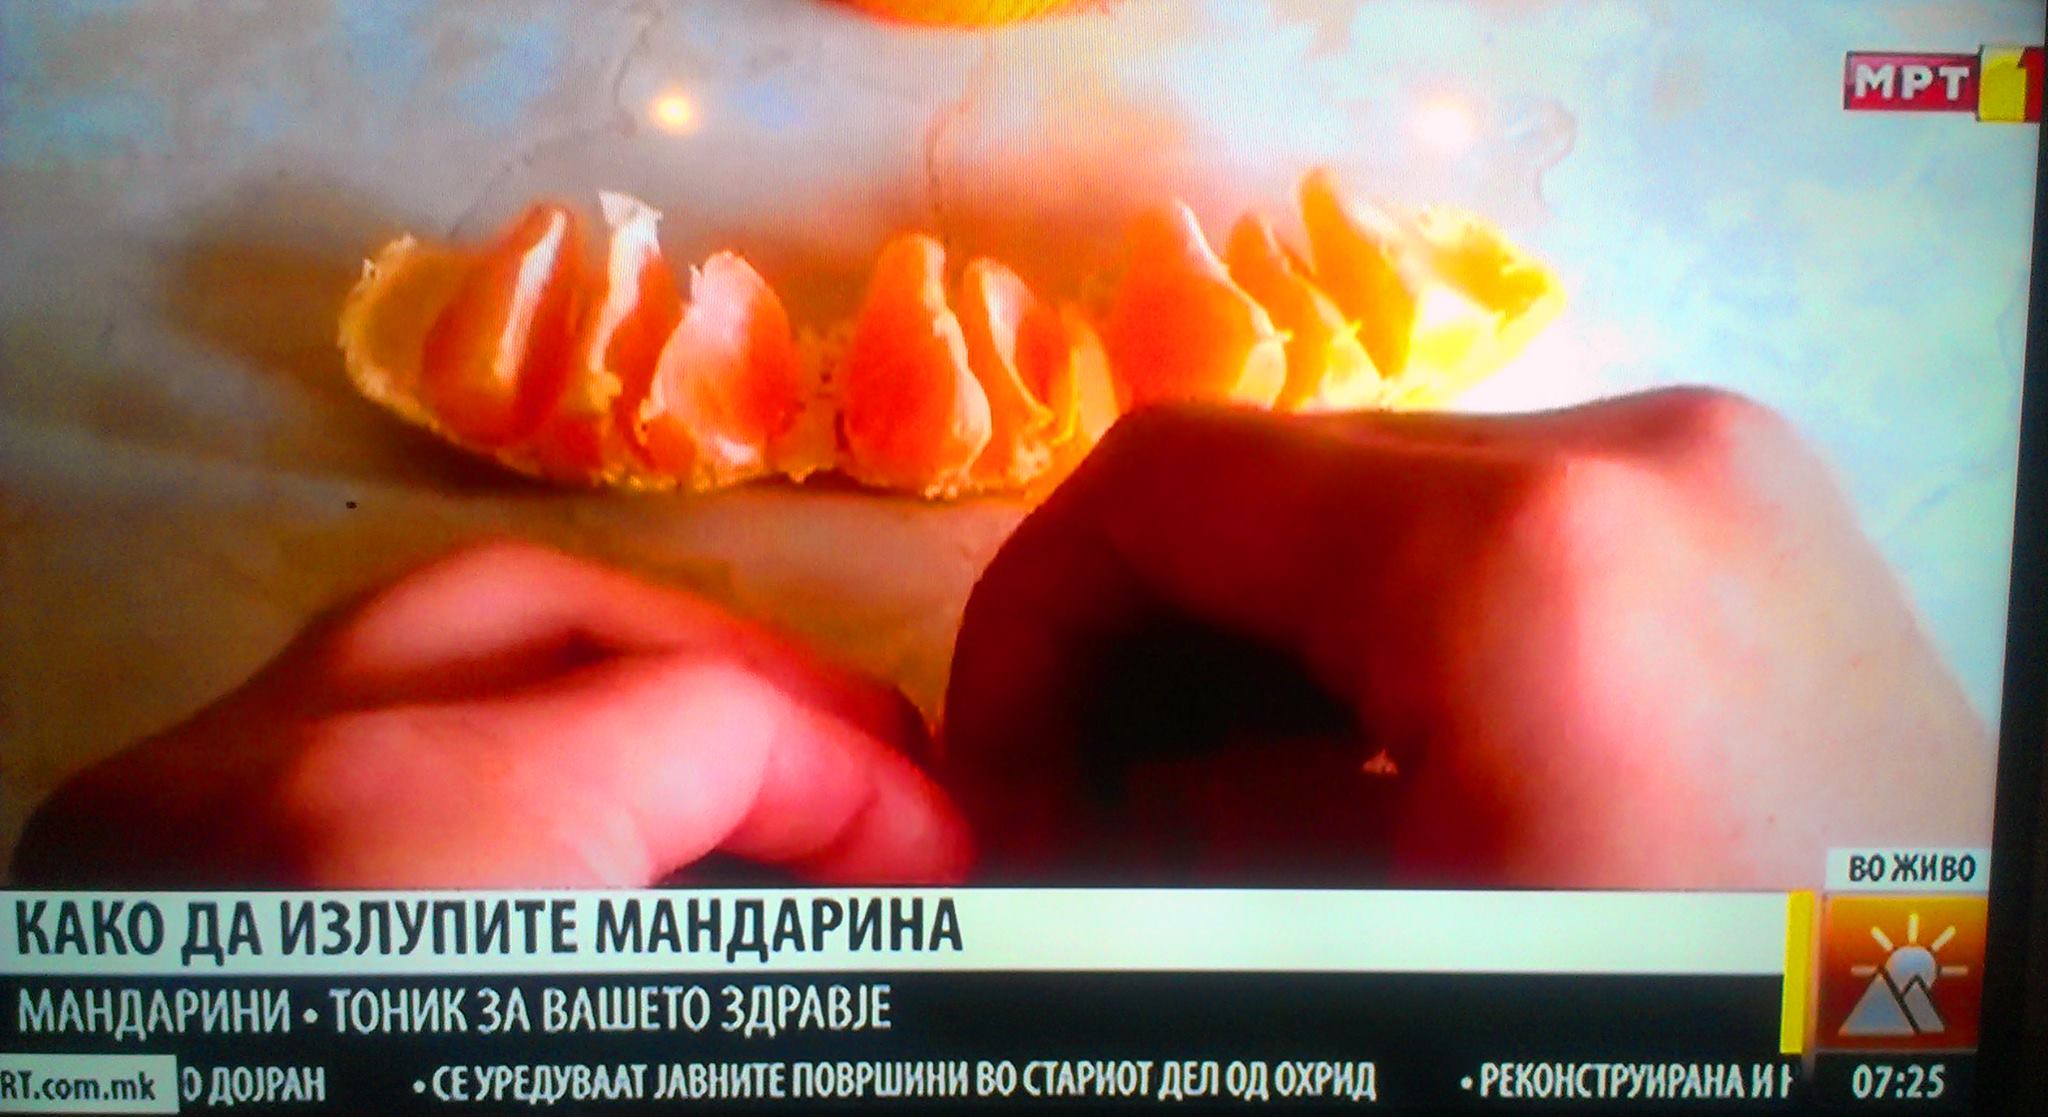 МРТ 1
ВО ЖИВО
КАКО ДА ИЗЛУПИТЕ МАНДАРИНА
МАНДАРИНИ • ТОНИК ЗА ВАШЕТО ЗДРАВЈЕ
RT.com.mk О ДОЈРАН • СЕ УРЕДУВААТ ЈАВНИТЕ ПОВРШИНИ ВО СТАРИОТ ДЕЛ ОД ОХРИД • РЕКОНСТРУИРАНА И 07:25